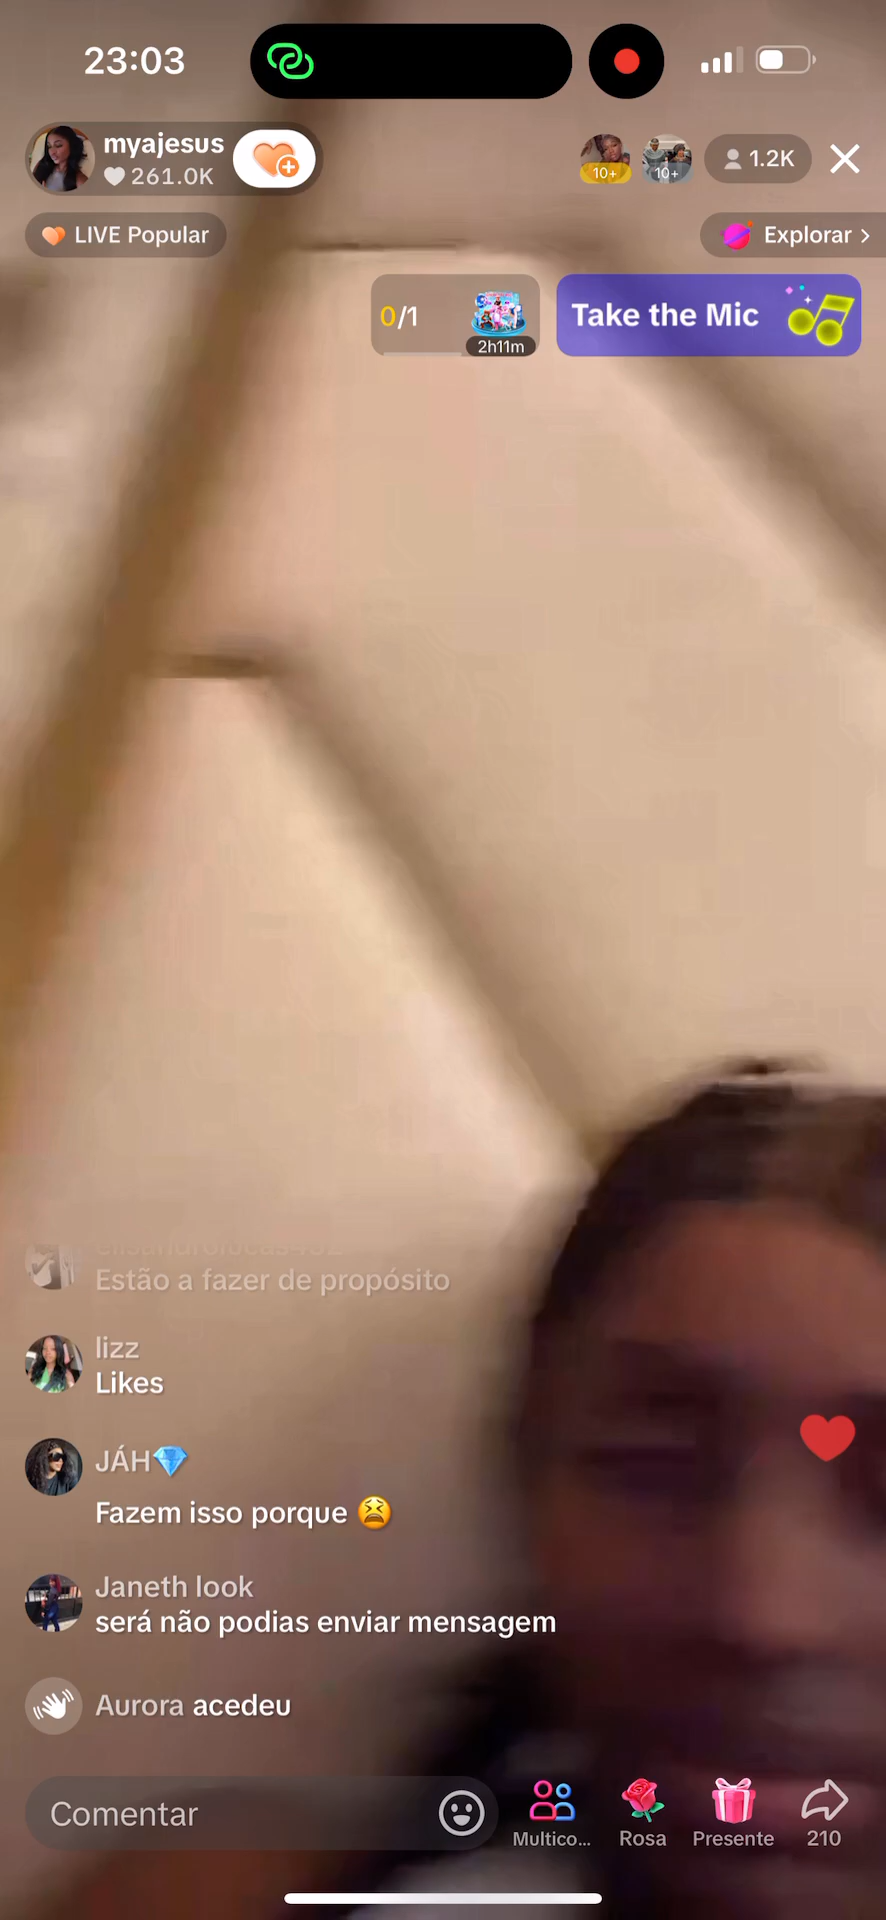 23:03
myajesus
261.0K
10+
10+
1.2K
LIVE Popular
Explorar
0/1
2h11m
Take the Mic
Estão a fazer de propósito
lizz
Likes
JÁH💎
Fazem isso porque 😫
Janeth look
será não podias enviar mensagem
Aurora acedeu
Comentar
Multico...
Rosa
Presente
210